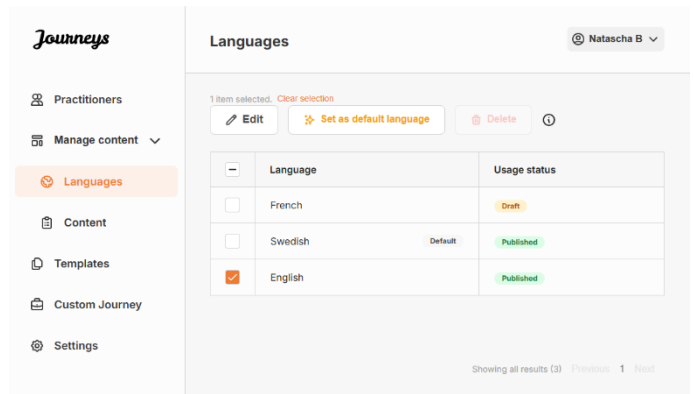 Journeys
Languages
Natascha B
Practitioners
Manage content
Languages
Content
Templates
Custom Journey
Settings
1 item selected. Clear selection
Edit
Set as default language
Delete
Language Usage status
French Draft
Swedish Default Published
English Published
Showing all results (3) Previous 1 Next